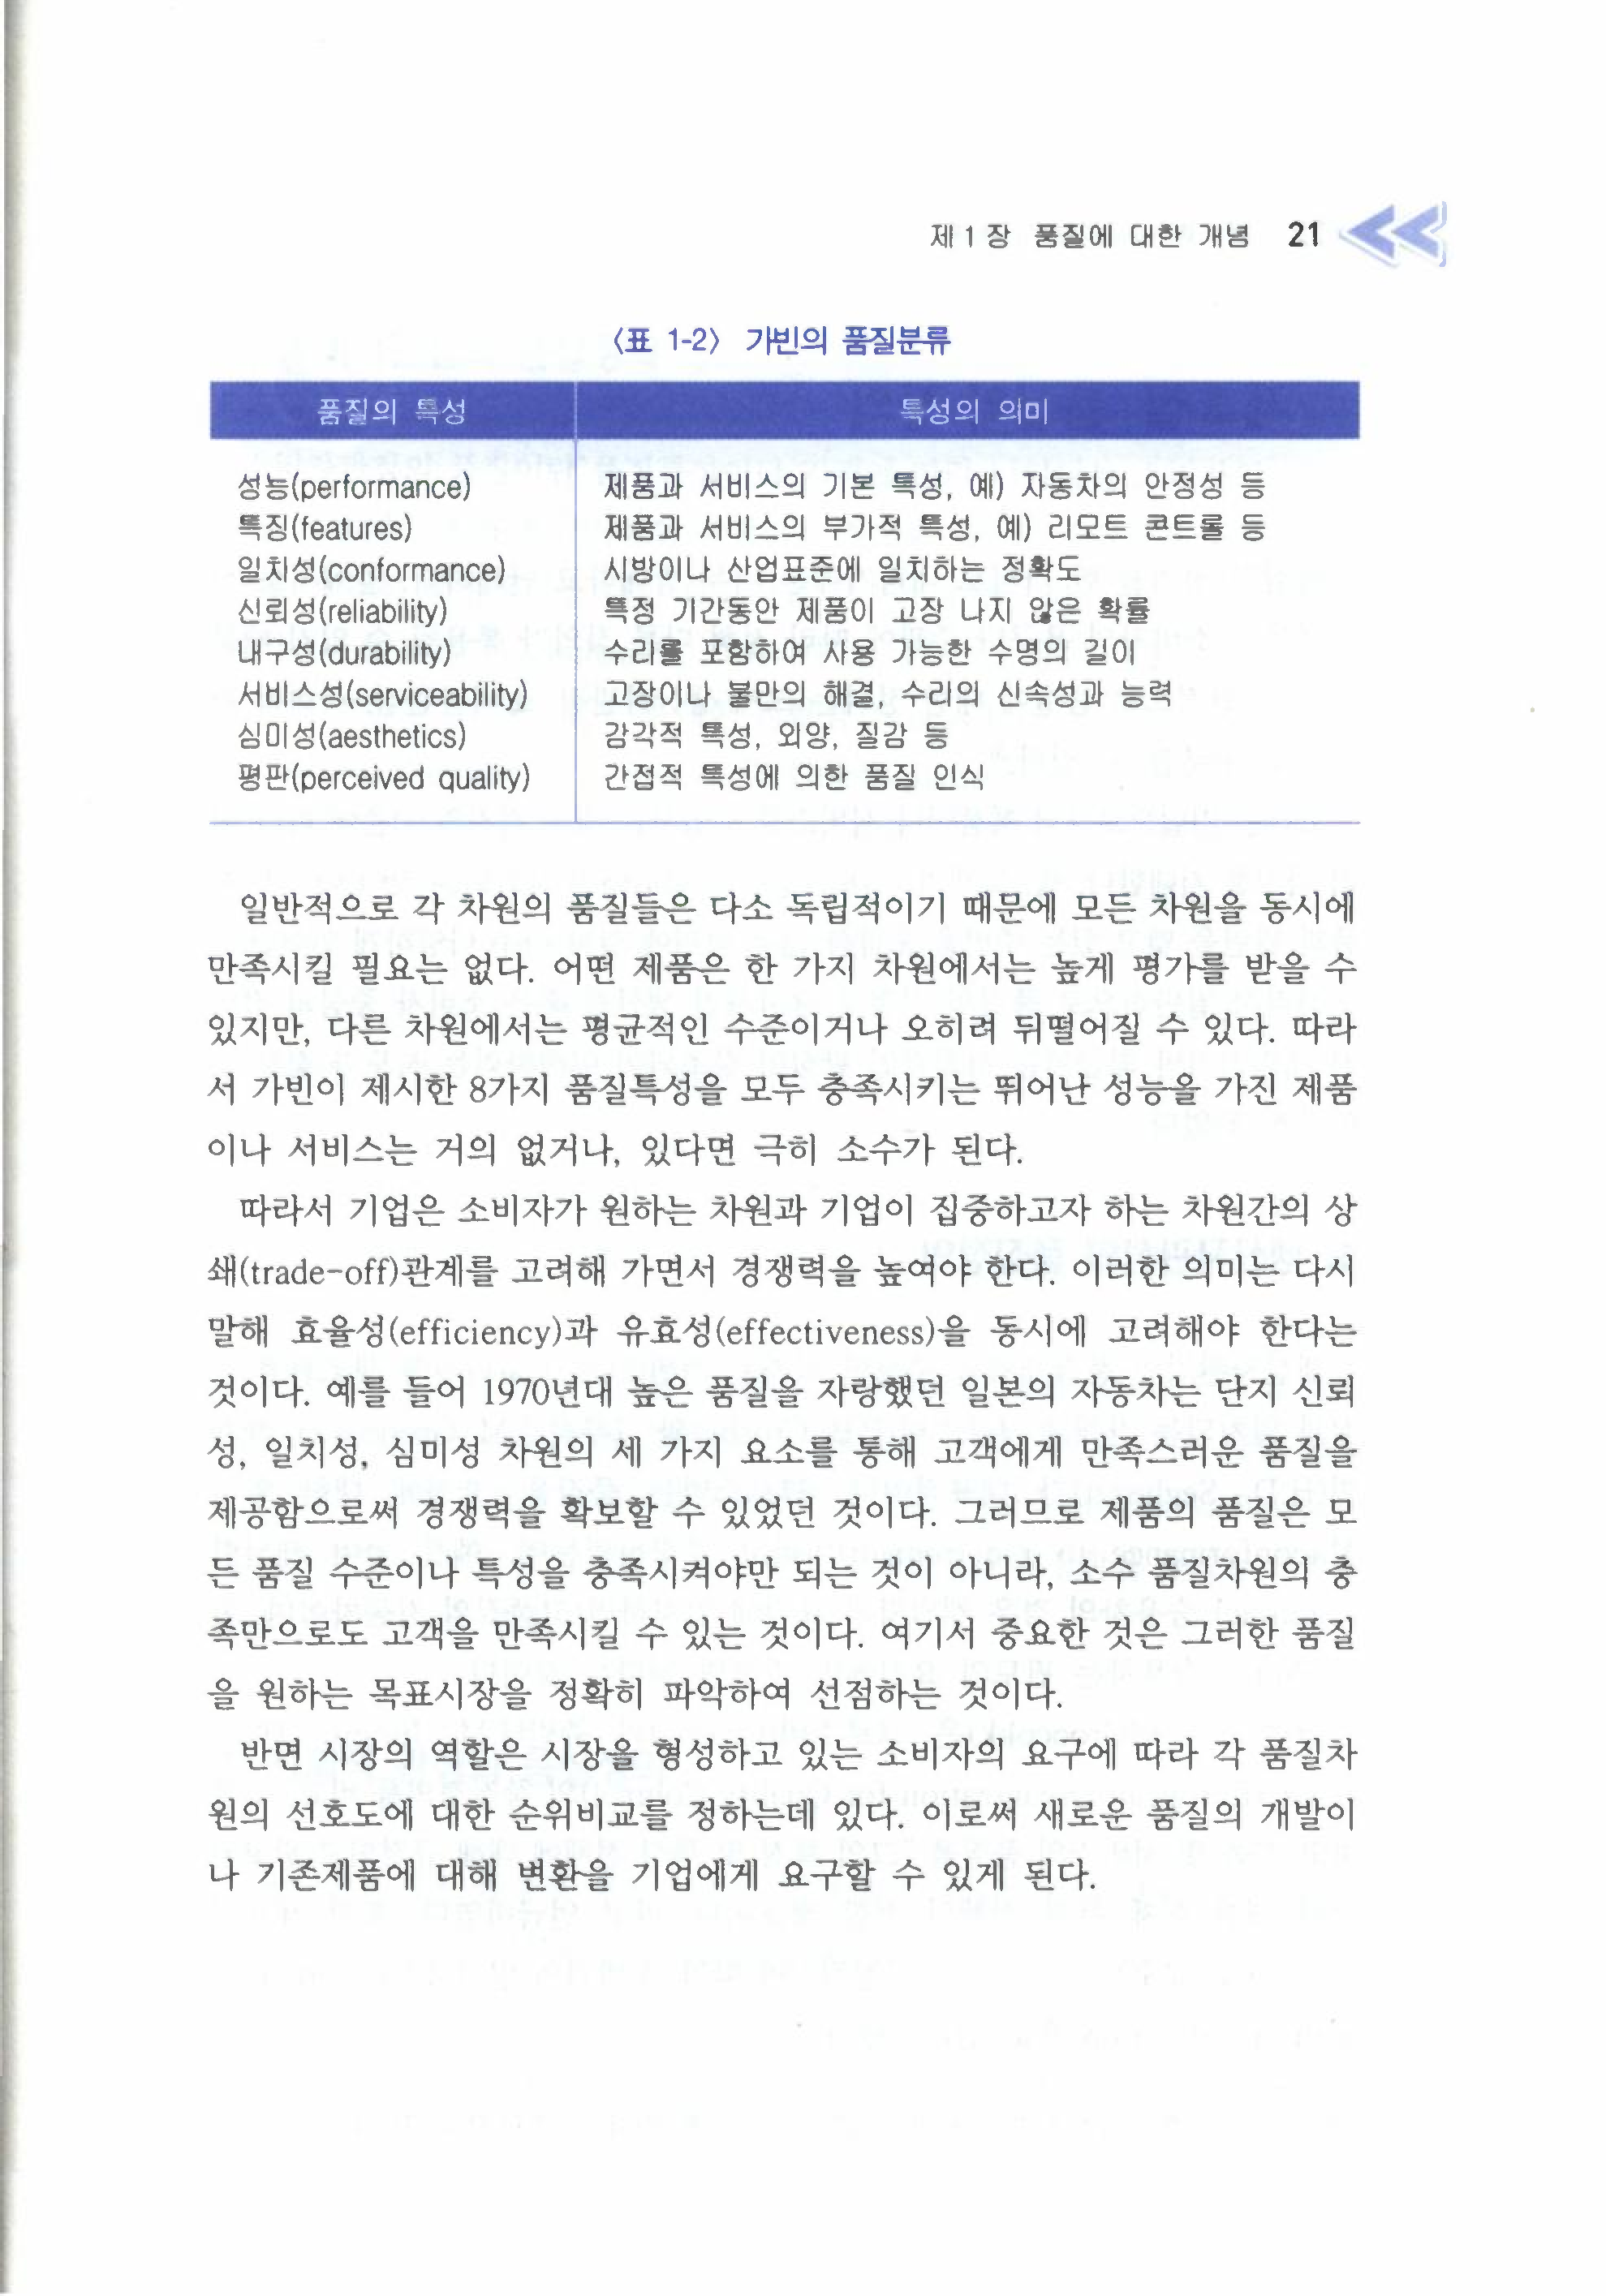 제 1 장 품질에 대한 개념 21
〈표 1-2〉 가빈의 품질분류
품질의 특성 특성의 의미
성능(performance) 제품과 서비스의 기본 특성, 예) 자동차의 안정성 등
특징(features) 제품과 서비스의 부가적 특성, 예) 리모트 콘트롤 등
일치성(conformance) 시방이나 산업표준에 일치하는 정확도
신뢰성(reliability) 특정 기간동안 제품이 고장 나지 않은 확률
내구성(durability) 수리를 포함하여 사용 가능한 수명의 길이
서비스성(serviceability) 고장이나 불만의 해결, 수리의 신속성과 능력
심미성(aesthetics) 감각적 특성, 외양, 질감 등
평판(perceived quality) 간접적 특성에 의한 품질 인식
일반적으로 각 차원의 품질들은 다소 독립적이기 때문에 모든 차원을 동시에
만족시킬 필요는 없다. 어떤 제품은 한 가지 차원에서는 높게 평가를 받을 수
있지만, 다른 차원에서는 평균적인 수준이거나 오히려 뒤떨어질 수 있다. 따라
서 가빈이 제시한 8가지 품질특성을 모두 충족시키는 뛰어난 성능을 가진 제품
이나 서비스는 거의 없거나, 있다면 극히 소수가 된다.
따라서 기업은 소비자가 원하는 차원과 기업이 집중하고자 하는 차원간의 상
쇄(trade-off)관계를 고려해 가면서 경쟁력을 높여야 한다. 이러한 의미는 다시
말해 효율성(efficiency)과 유효성(effectiveness)을 동시에 고려해야 한다는
것이다. 예를 들어 1970년대 높은 품질을 자랑했던 일본의 자동차는 단지 신뢰
성, 일치성, 심미성 차원의 세 가지 요소를 통해 고객에게 만족스러운 품질을
제공함으로써 경쟁력을 확보할 수 있었던 것이다. 그러므로 제품의 품질은 모
든 품질 수준이나 특성을 충족시켜야만 되는 것이 아니라, 소수 품질차원의 충
족만으로도 고객을 만족시킬 수 있는 것이다. 여기서 중요한 것은 그러한 품질
을 원하는 목표시장을 정확히 파악하여 선점하는 것이다.
반면 시장의 역할은 시장을 형성하고 있는 소비자의 요구에 따라 각 품질차
원의 선호도에 대한 순위비교를 정하는데 있다. 이로써 새로운 품질의 개발이
나 기존제품에 대해 변환을 기업에게 요구할 수 있게 된다.